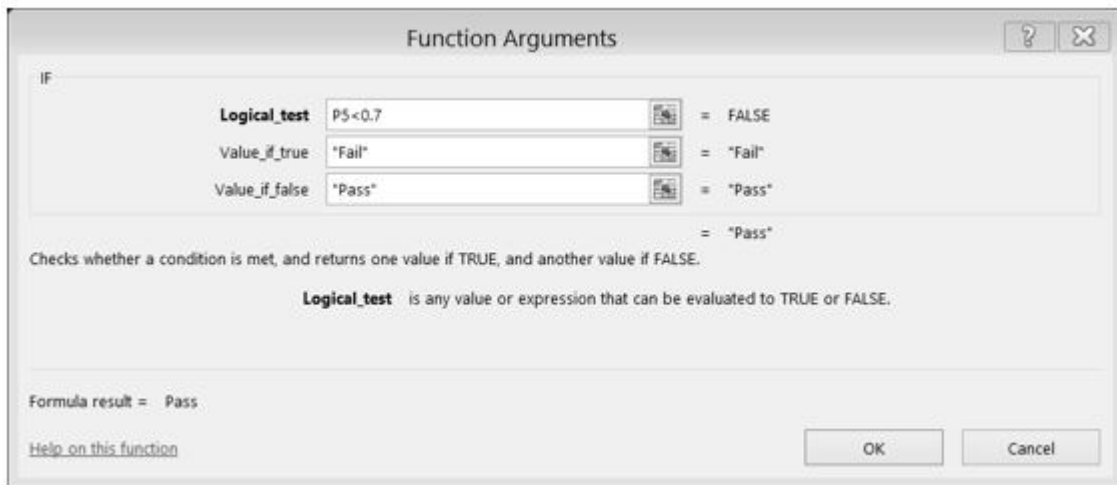 Function Arguments
IF
Logical_test P5<0.7 = FALSE
Value_if_true "Fail" = "Fail"
Value_if_false "Pass" = "Pass"
= "Pass"
Checks whether a condition is met, and returns one value if TRUE, and another value if FALSE.
Logical_test is any value or expression that can be evaluated to TRUE or FALSE.
Formula result = Pass
Help on this function OK Cancel